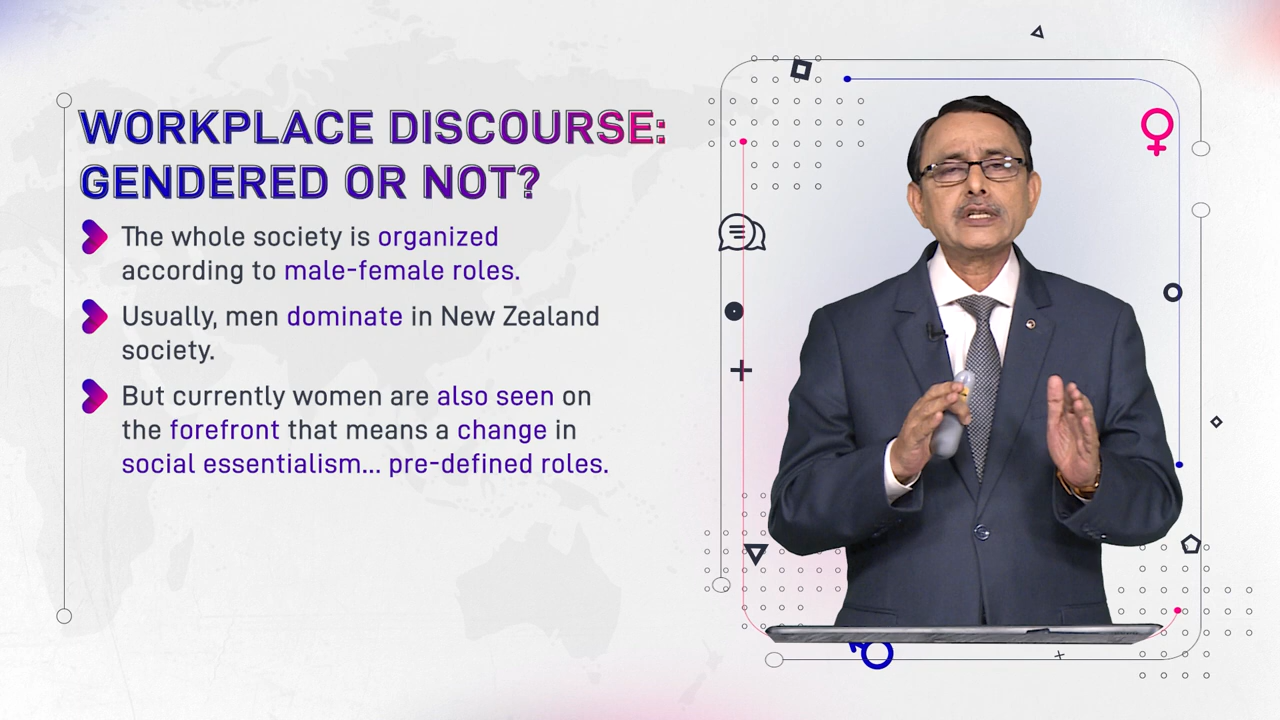 WORKPLACE DISCOURSE:
GENDERED OR NOT?
The whole society is organized
according to male-female roles.
Usually, men dominate in New Zealand
society.
But currently women are also seen on
the forefront that means a change in
social essentialism... pre-defined roles.